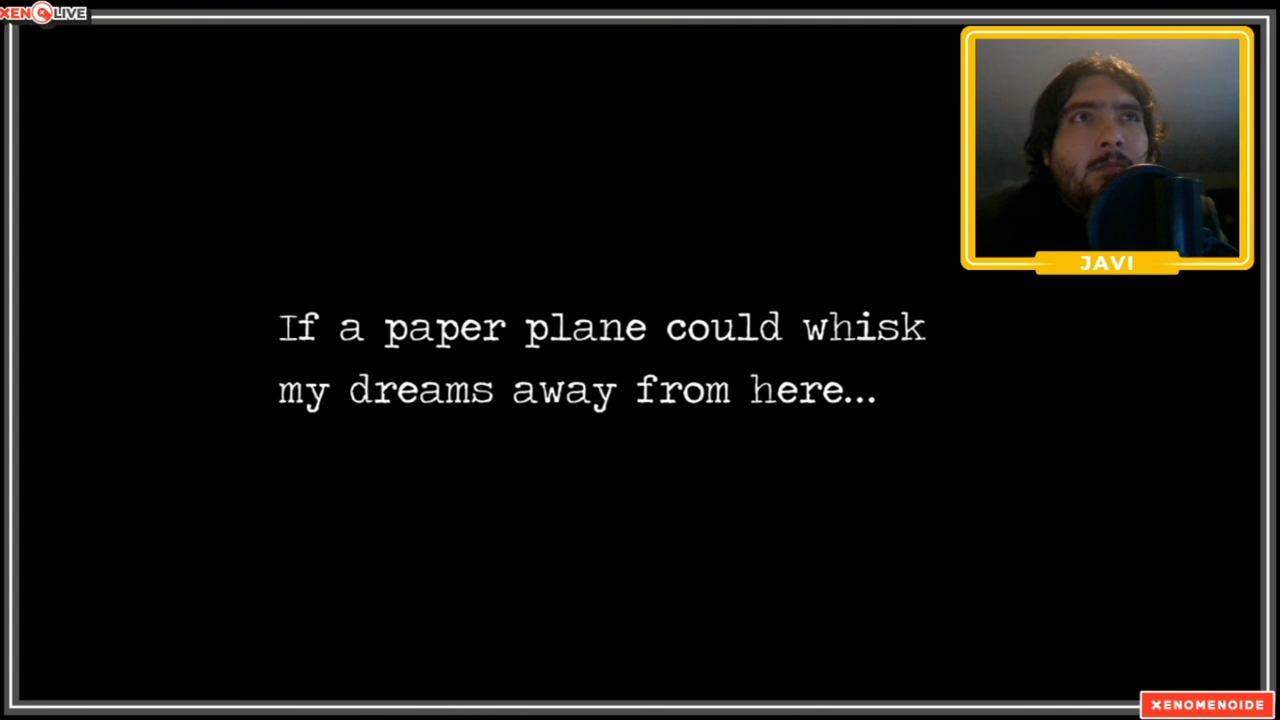 XENOLIVE
JAVI
If a paper plane could whisk
my dreams away from here...
XENOMENOIDE